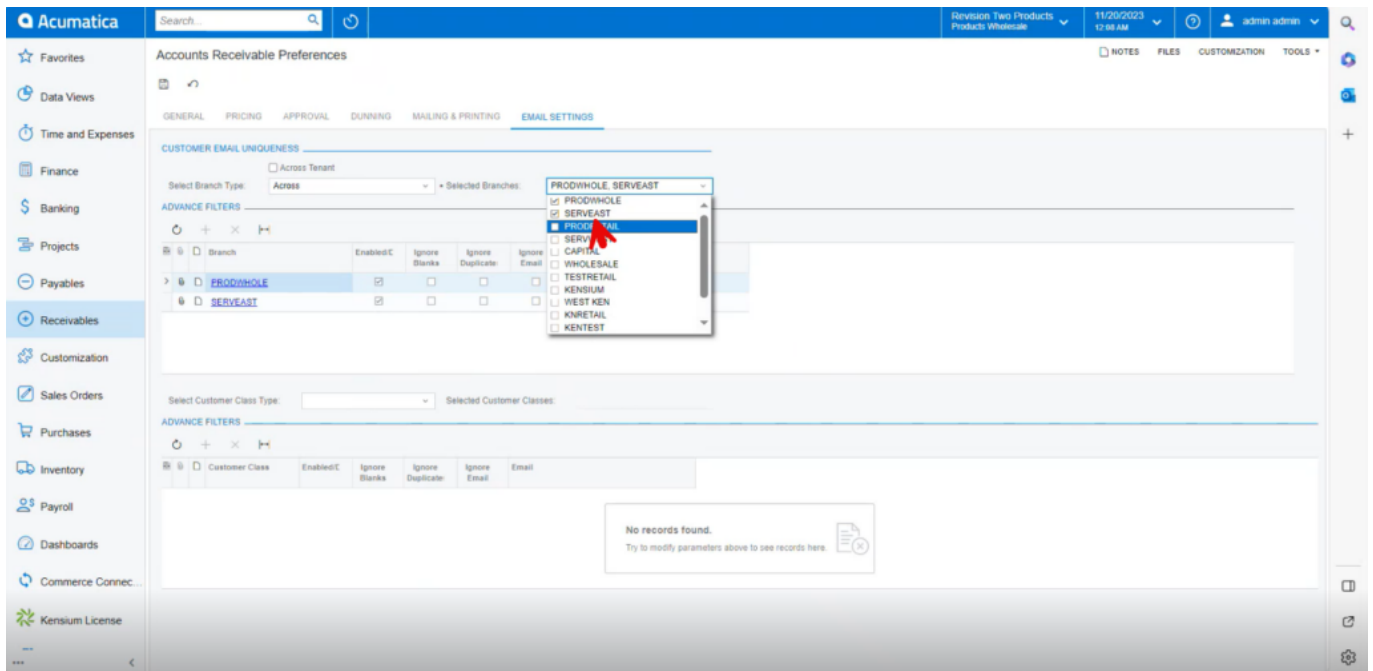 Acumatica
Search...
Revision Two Products
Products Wholesale
11/20/2023
12:08 AM
admin admin
Favorites
Data Views
Time and Expenses
Finance
Banking
Projects
Payables
Receivables
Customization
Sales Orders
Purchases
Inventory
Payroll
Dashboards
Commerce Connec...
Kensium License
Accounts Receivable Preferences
NOTES FILES CUSTOMIZATION TOOLS
GENERAL PRICING APPROVAL DUNNING MAILING & PRINTING EMAIL SETTINGS
CUSTOMER EMAIL UNIQUENESS
Across Tenant
Select Branch Type: Across * Selected Branches: PRODWHOLE, SERVEAST
PRODWHOLE
SERVEAST
CAPITAL
WHOLESALE
TESTRETAIL
KENSIUM
WEST KEN
KNRETAIL
KENTEST
ADVANCE FILTERS
Branch Enabled/D Ignore Blanks Ignore Duplicate Ignore Email
PRODWHOLE
SERVEAST
Select Customer Class Type: Selected Customer Classes:
ADVANCE FILTERS
Customer Class Enabled/D Ignore Blanks Ignore Duplicate Ignore Email Email
No records found.
Try to modify parameters above to see records here.